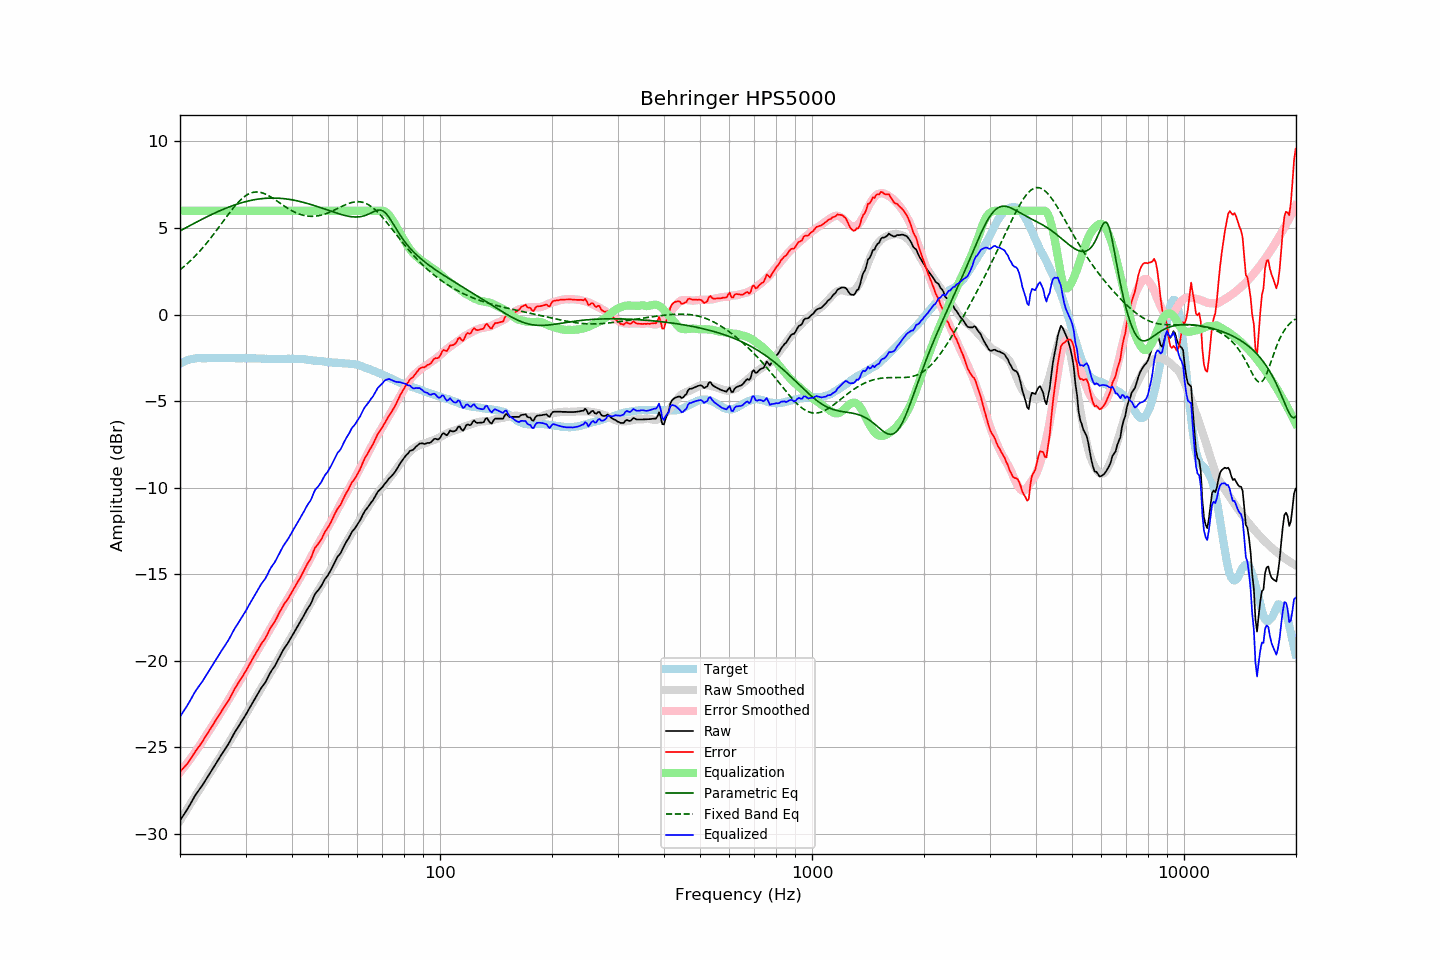 Behringer HPS5000
Amplitude (dBr)
10
5
0
−5
−10
−15
−20
−25
−30
Target
Raw Smoothed
Error Smoothed
Raw
Error
Equalization
Parametric Eq
Fixed Band Eq
Equalized
100
1000
10000
Frequency (Hz)